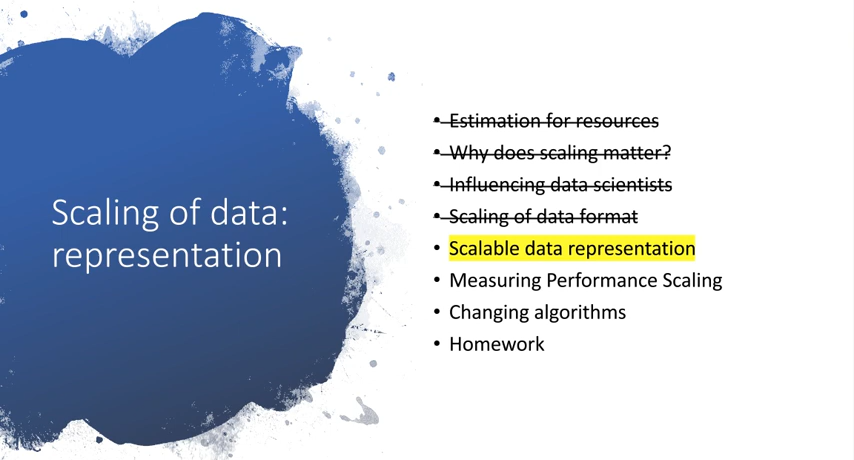 Scaling of data:
representation
• Estimation for resources
• Why does scaling matter?
• Influencing data scientists
• Scaling of data format
• Scalable data representation
• Measuring Performance Scaling
• Changing algorithms
• Homework